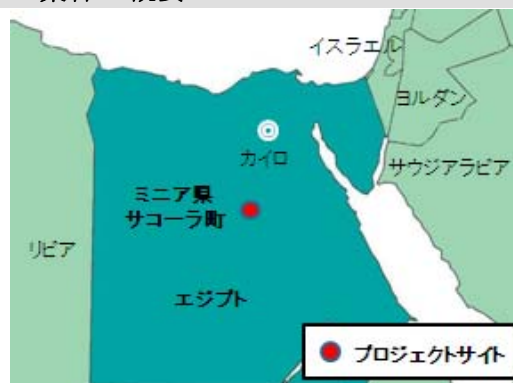 イスラエル
ヨルダン
カイロ
サウジアラビア
ミニア県
サコーラ町
リビア
エジプト
プロジェクトサイト